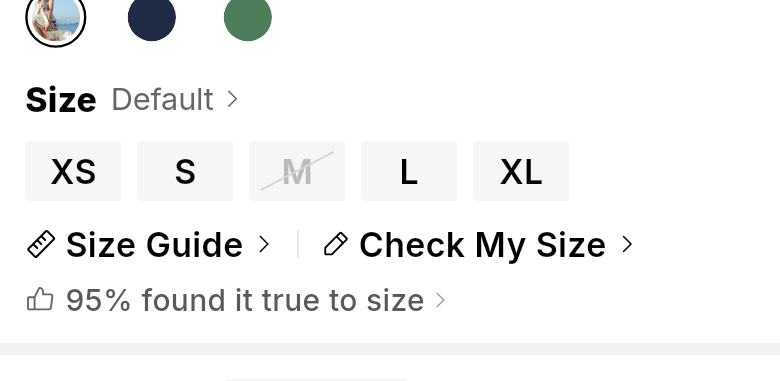 Size Default
XS S M L XL
Size Guide Check My Size
95% found it true to size